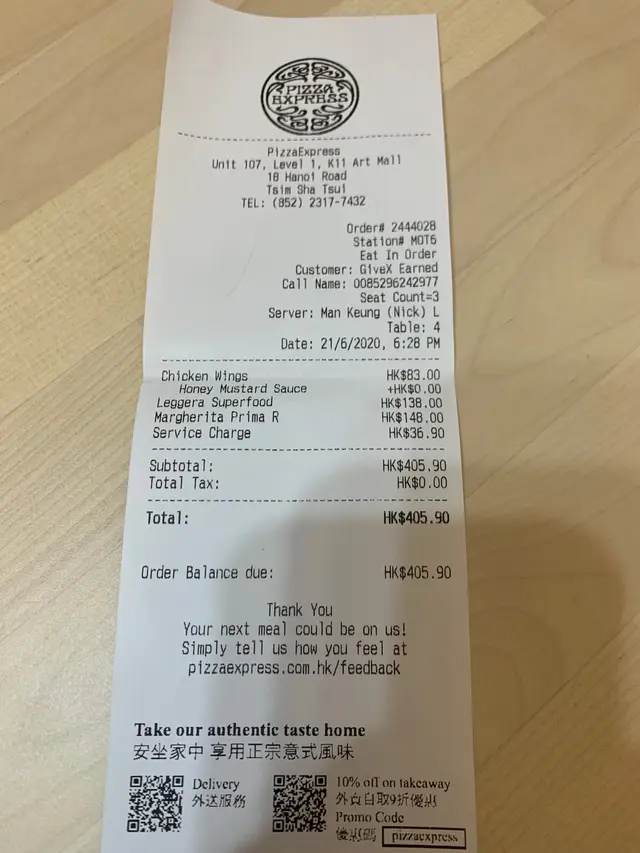 PIZZA
EXPRESS
PizzaExpress
Unit 107, Level 1, K11 Art Mall
18 Hanoi Road
Tsim Sha Tsui
TEL: (852) 2317-7432
Order# 2444028
Station# MOT6
Eat In Order
Customer: GiveX Earned
Call Name: 0085296242977
Seat Count=3
Server: Man Keung (Nick) L
Table: 4
Date: 21/6/2020, 6:28 PM
Chicken Wings HK$83.00
Honey Mustard Sauce +HK$0.00
Leggera Superfood HK$138.00
Margherita Prima R HK$148.00
Service Charge HK$36.90
Subtotal: HK$405.90
Total Tax: HK$0.00
Total: HK$405.90
Order Balance due: HK$405.90
Thank You
Your next meal could be on us!
Simply tell us how you feel at
pizzaexpress.com.hk/feedback
Take our authentic taste home
安坐家中 享用正宗意式風味
Delivery
外送服務
10% off on takeaway
外賣自取9折優惠
Promo Code
優惠碼 pizzaexpress